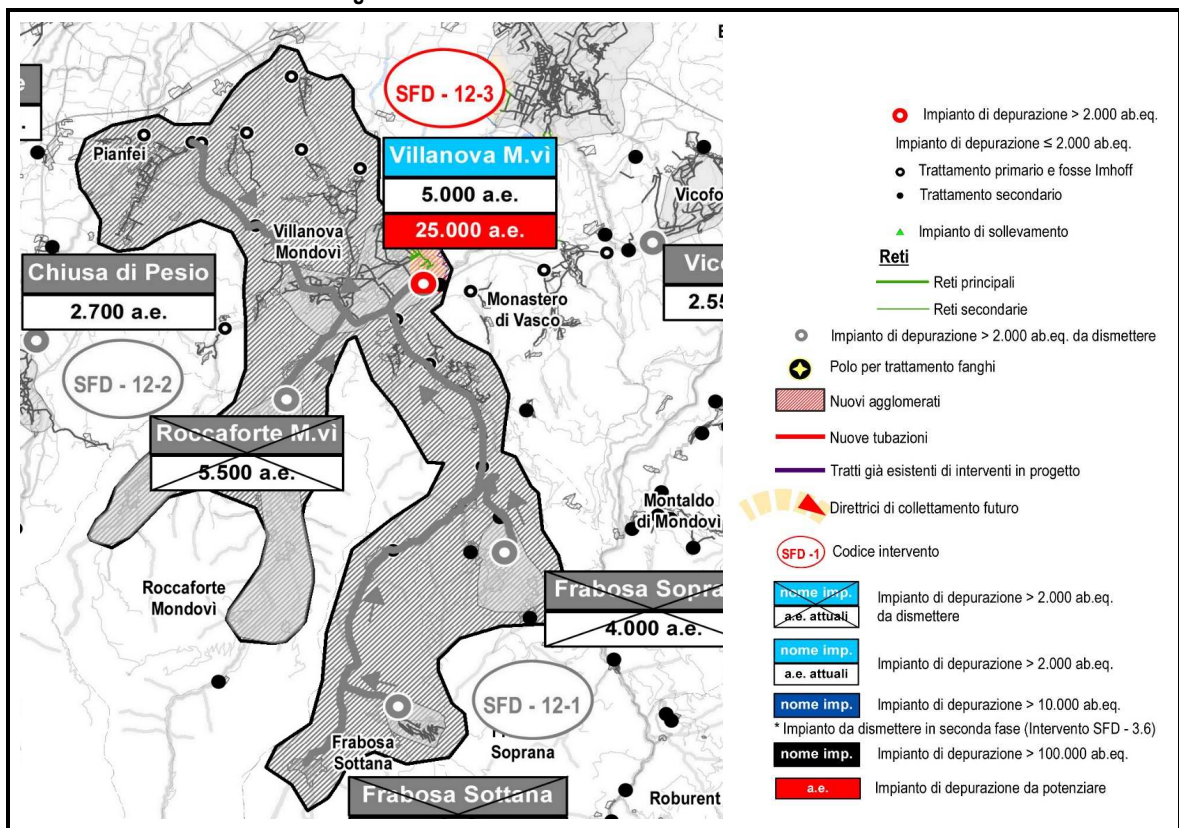 SFD - 12-3
Villanova M.vì
5.000 a.e.
25.000 a.e.
Pianfei
Villanova
Mondovì
Vicofo
Chiusa di Pesio
2.700 a.e.
Monastero
di Vasco
2.55
SFD - 12-2
Roccaforte M.vì
5.500 a.e.
Montaldo
di Mondovì
Roccaforte
Mondovì
Frabosa Sopra
4.000 a.e.
SFD - 12-1
Frabosa
Sottana
Soprana
Frabosa Sottana
Roburent
Impianto di depurazione > 2.000 ab.eq.
Impianto di depurazione ≤ 2.000 ab.eq.
Trattamento primario e fosse Imhoff
Trattamento secondario
Impianto di sollevamento
Reti
Reti principali
Reti secondarie
Impianto di depurazione > 2.000 ab.eq. da dismettere
Polo per trattamento fanghi
Nuovi agglomerati
Nuove tubazioni
Tratti già esistenti di interventi in progetto
Direttrici di collettamento futuro
SFD -1 Codice intervento
nome imp.
a.e. attuali
Impianto di depurazione > 2.000 ab.eq.
da dismettere
nome imp.
a.e. attuali
Impianto di depurazione > 2.000 ab.eq.
nome imp. Impianto di depurazione > 10.000 ab.eq.
* Impianto da dismettere in seconda fase (Intervento SFD - 3.6)
nome imp. Impianto di depurazione > 100.000 ab.eq.
a.e. Impianto di depurazione da potenziare